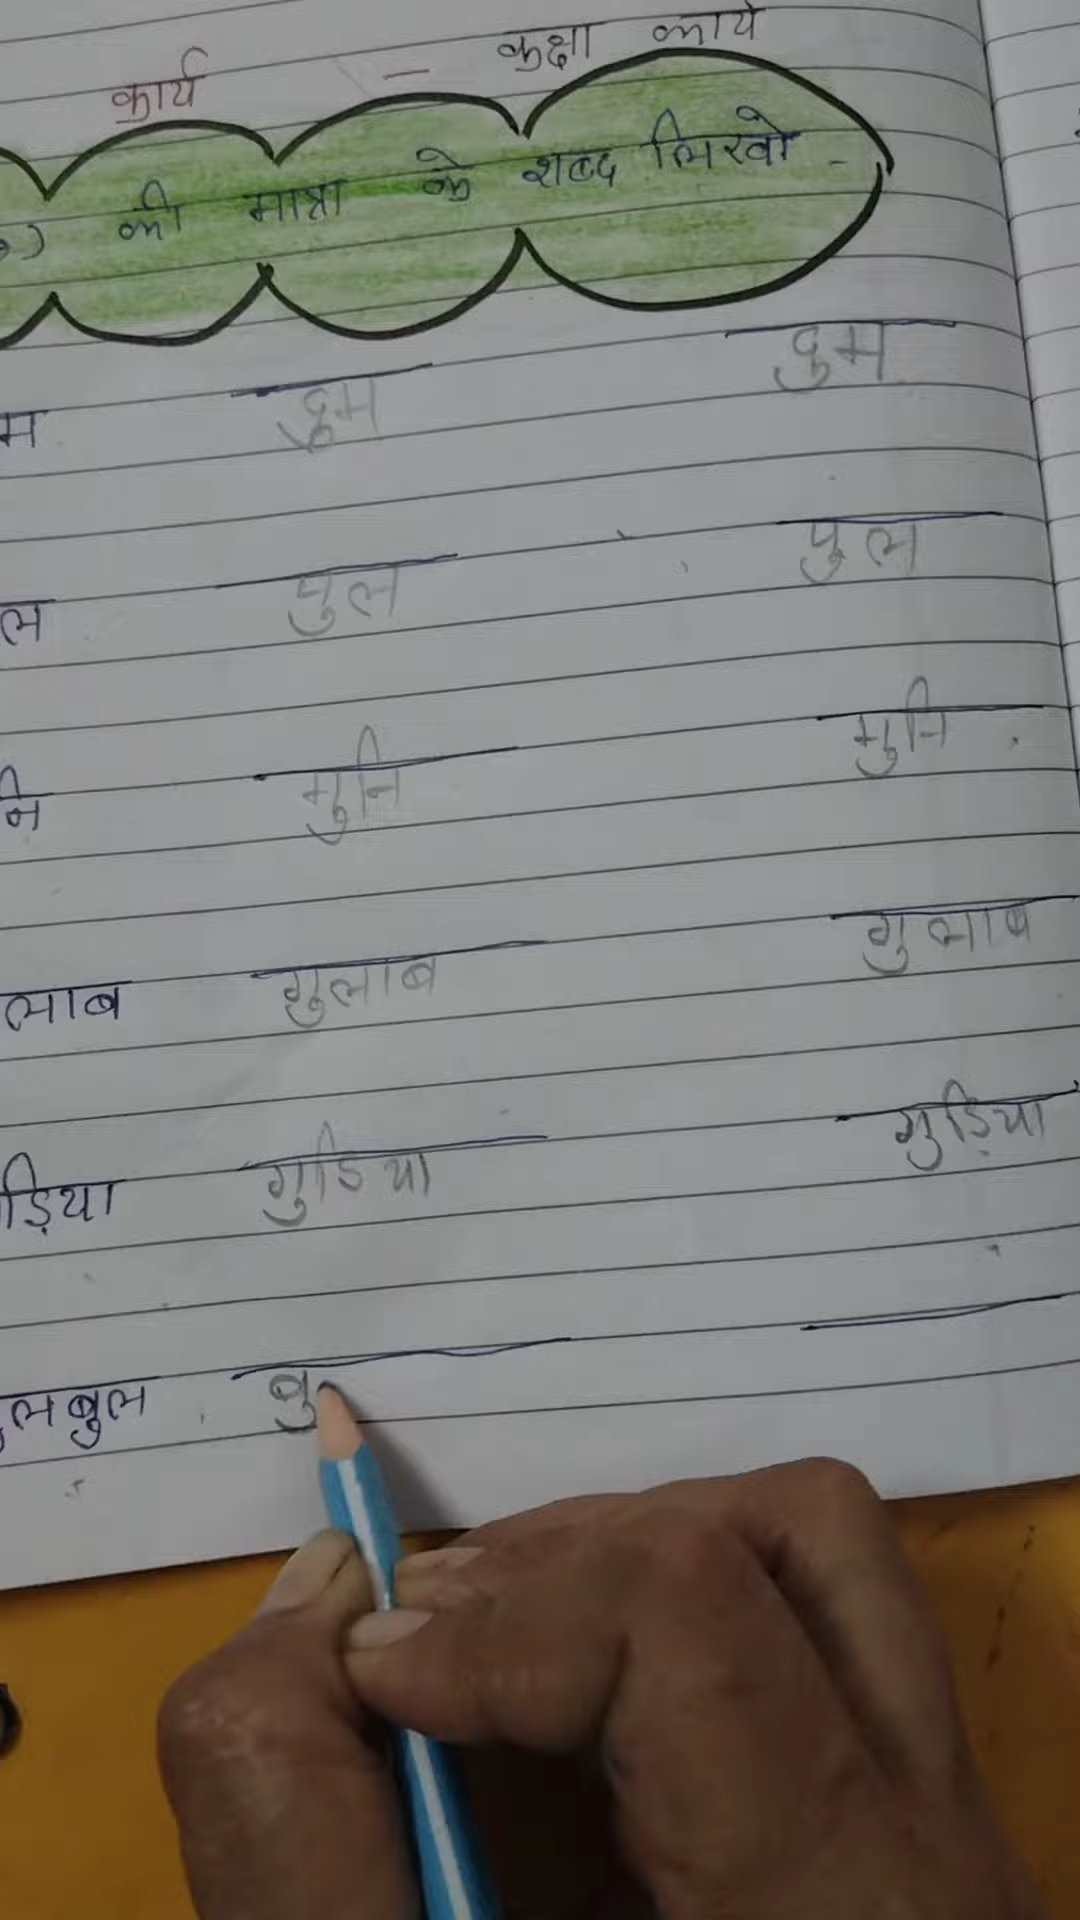 कार्य - कक्षा कार्य
की मात्रा के शब्द लिखो -
म दुम दुम
ल पुल पुल
नि मुनि मुनि
लाब गुलाब गुलाब
ड़िया गुडिया गुड़िया
ुलबुल बु